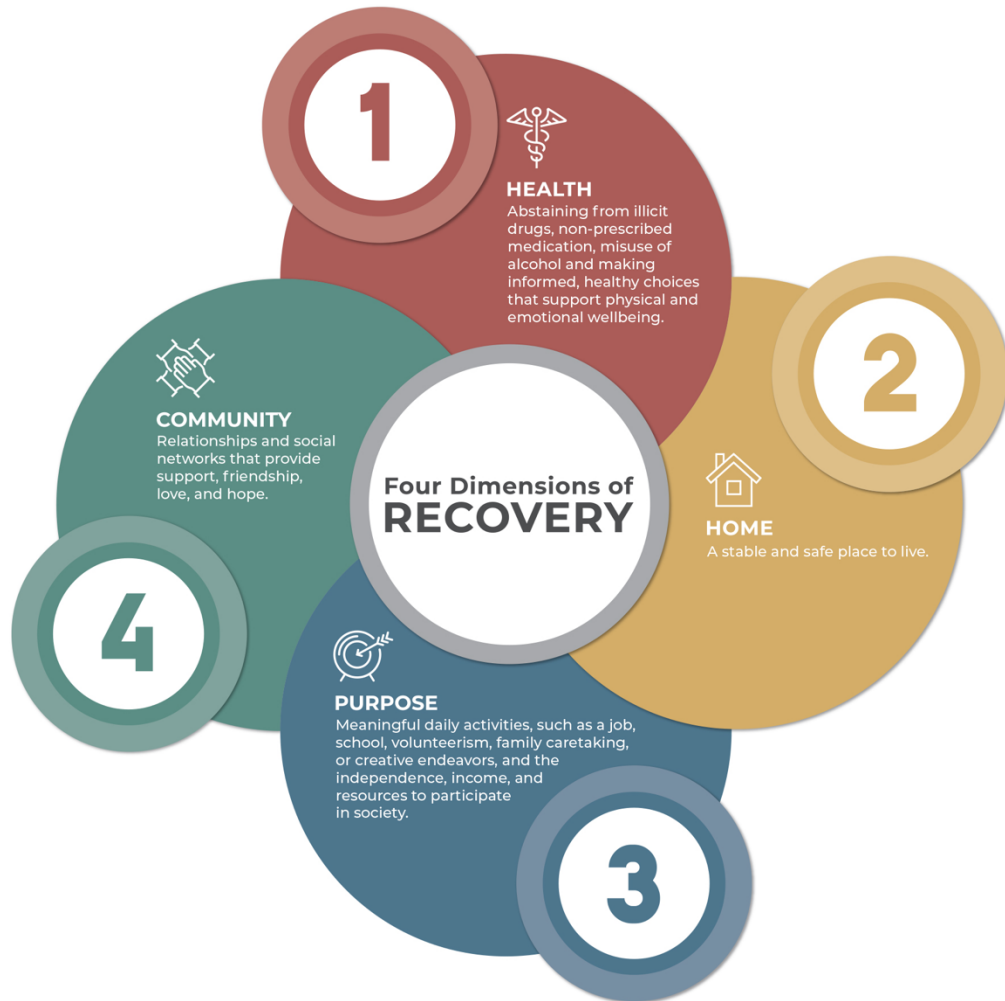 Four Dimensions of
RECOVERY
1
HEALTH
Abstaining from illicit
drugs, non-prescribed
medication, misuse of
alcohol and making
informed, healthy choices
that support physical and
emotional wellbeing.
2
HOME
A stable and safe place to live.
3
PURPOSE
Meaningful daily activities, such as a job,
school, volunteerism, family caretaking,
or creative endeavors, and the
independence, income, and
resources to participate
in society.
4
COMMUNITY
Relationships and social
networks that provide
support, friendship,
love, and hope.